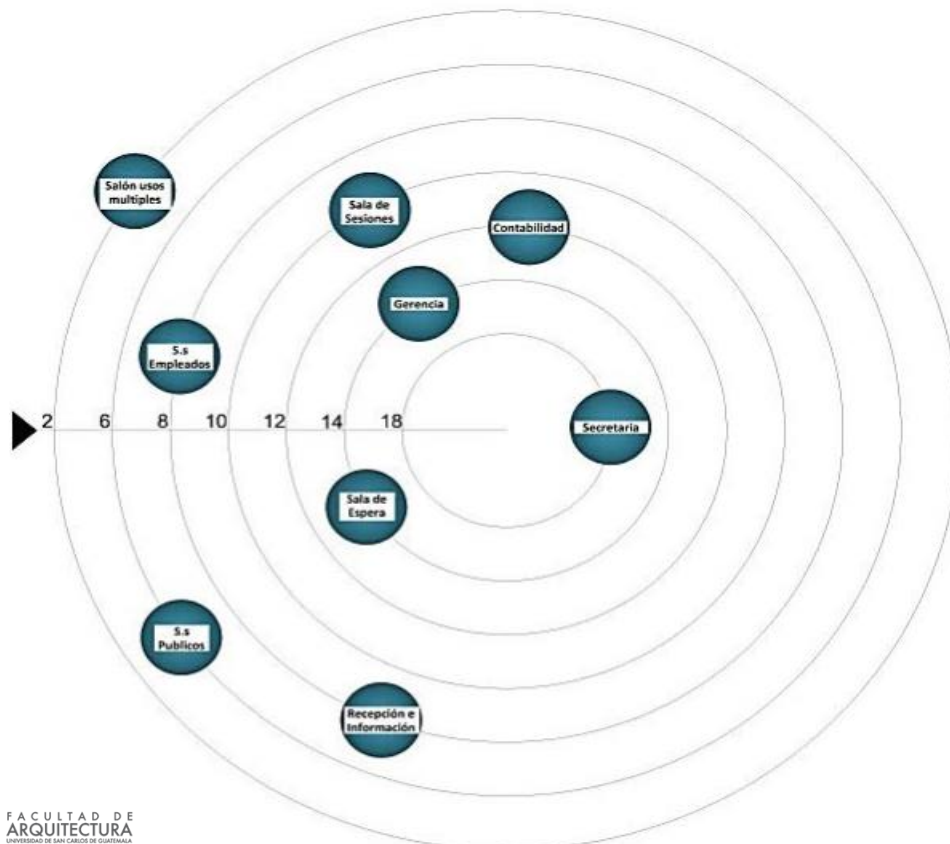 Salón usos
multiples
Sala de
Sesiones
Contabilidad
Gerencia
S.s
Empleados
2 6 8 10 12 14 18
Secretaria
Sala de
Espera
S.s
Publicos
Recepción e
Información
FACULTAD DE
ARQUITECTURA
UNIVERSIDAD DE SAN CARLOS DE GUATEMALA